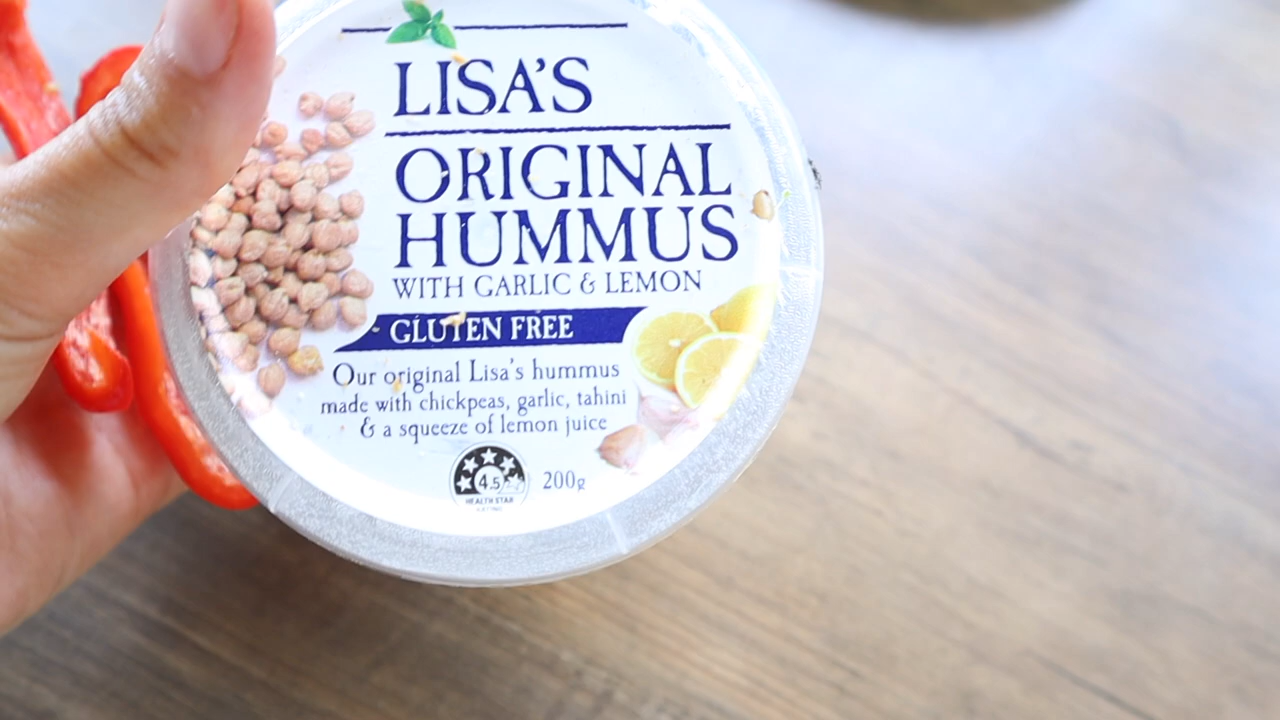 LISA'S
ORIGINAL
HUMMUS
WITH GARLIC & LEMON
GLUTEN FREE
Our original Lisa's hummus
made with chickpeas, garlic, tahini
& a squeeze of lemon juice
4.5
HEALTH STAR
RATING
200g